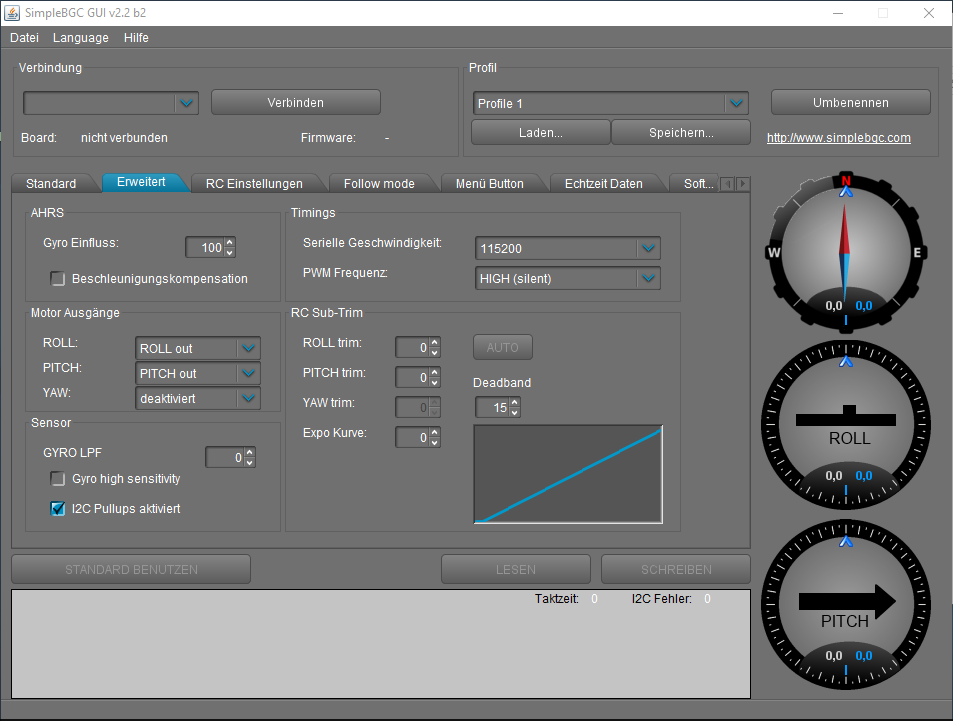 SimpleBGC GUI v2.2 b2
Datei Language Hilfe
Verbindung
Verbinden
Board: nicht verbunden Firmware: -
Profil
Profile 1
Umbenennen
Laden... Speichern...
http://www.simplebgc.com
Standard Erweitert RC Einstellungen Follow mode Menü Button Echtzeit Daten Soft...
AHRS
Gyro Einfluss: 100
Beschleunigungskompensation
Timings
Serielle Geschwindigkeit: 115200
PWM Frequenz: HIGH (silent)
Motor Ausgänge
ROLL: ROLL out
PITCH: PITCH out
YAW: deaktiviert
RC Sub-Trim
ROLL trim: 0 AUTO
PITCH trim: 0
Deadband
YAW trim: 0 15
Expo Kurve: 0
Sensor
GYRO LPF 0
Gyro high sensitivity
I2C Pullups aktiviert
N
W E
0,0 0,0
ROLL
0,0 0,0
PITCH
0,0 0,0
STANDARD BENUTZEN LESEN SCHREIBEN
Taktzeit: 0 I2C Fehler: 0